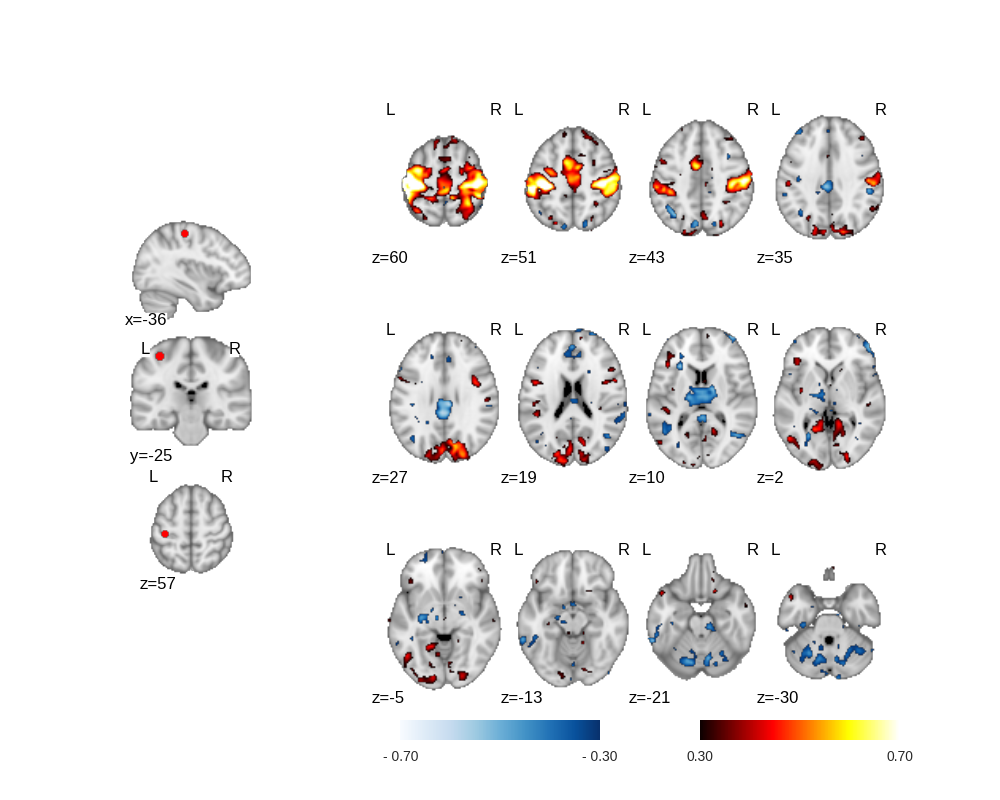 L R L R L R L R
z=60 z=51 z=43 z=35
x=-36
L R L R L R L R
L R
y=-25
z=27 z=19 z=10 z=2
L R
L R L R L R L R
z=57
z=-5 z=-13 z=-21 z=-30
- 0.70 - 0.30 0.30 0.70